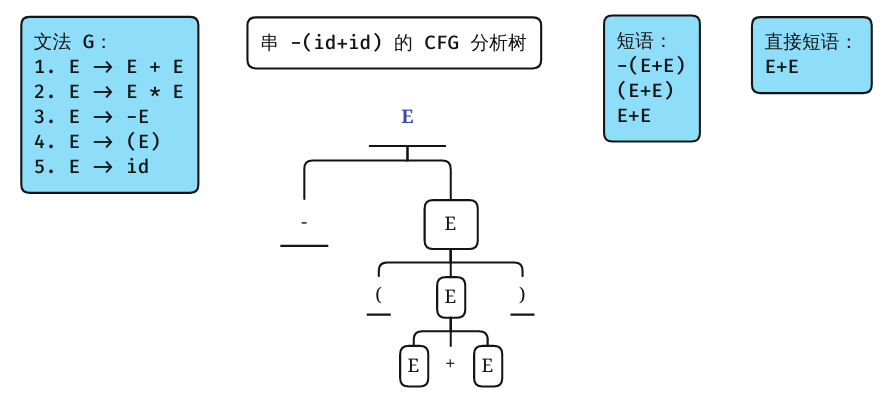 文法 G：
1. E → E + E
2. E → E * E
3. E → -E
4. E → (E)
5. E → id
串 -(id+id) 的 CFG 分析树
短语：
-(E+E)
(E+E)
E+E
直接短语：
E+E
E
- E
( E )
E + E